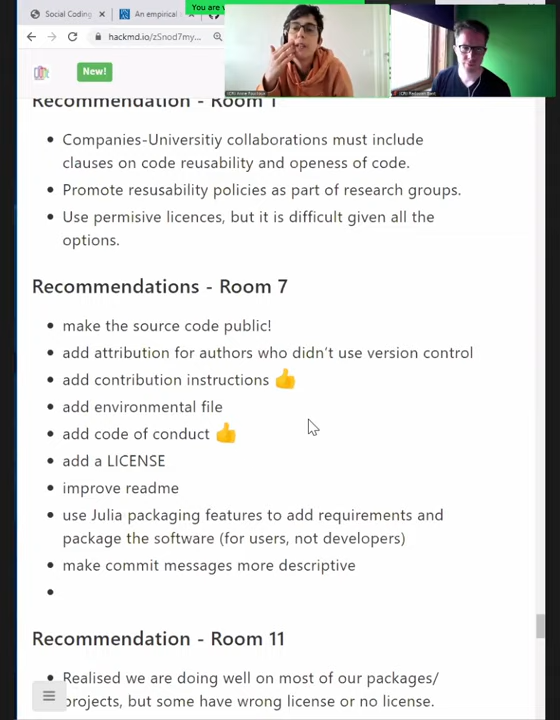 You are v
Social Coding
An empirical
hackmd.io/zSnod7my...
New!
Recommendation - Room 1
Companies-Universitiy collaborations must include
clauses on code reusability and openess of code.
Promote resusability policies as part of research groups.
Use permisive licences, but it is difficult given all the
options.
Recommendations - Room 7
make the source code public!
add attribution for authors who didn't use version control
add contribution instructions 👍
add environmental file
add code of conduct 👍
add a LICENSE
improve readme
use Julia packaging features to add requirements and
package the software (for users, not developers)
make commit messages more descriptive
Recommendation - Room 11
Realised we are doing well on most of our packages/
projects, but some have wrong license or no license.